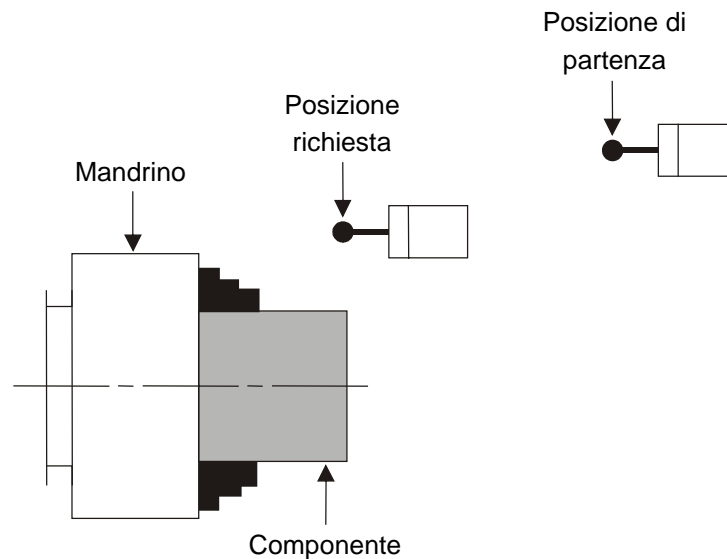 Posizione di
partenza
Posizione
richiesta
Mandrino
Componente